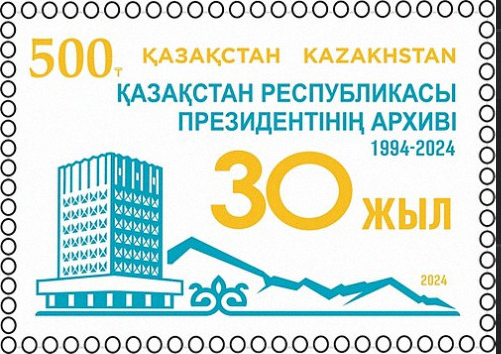 500₸ ҚАЗАҚСТАН KAZAKHSTAN
ҚАЗАҚСТАН РЕСПУБЛИКАСЫ
ПРЕЗИДЕНТІНІҢ АРХИВІ
1994-2024
30 ЖЫЛ
2024